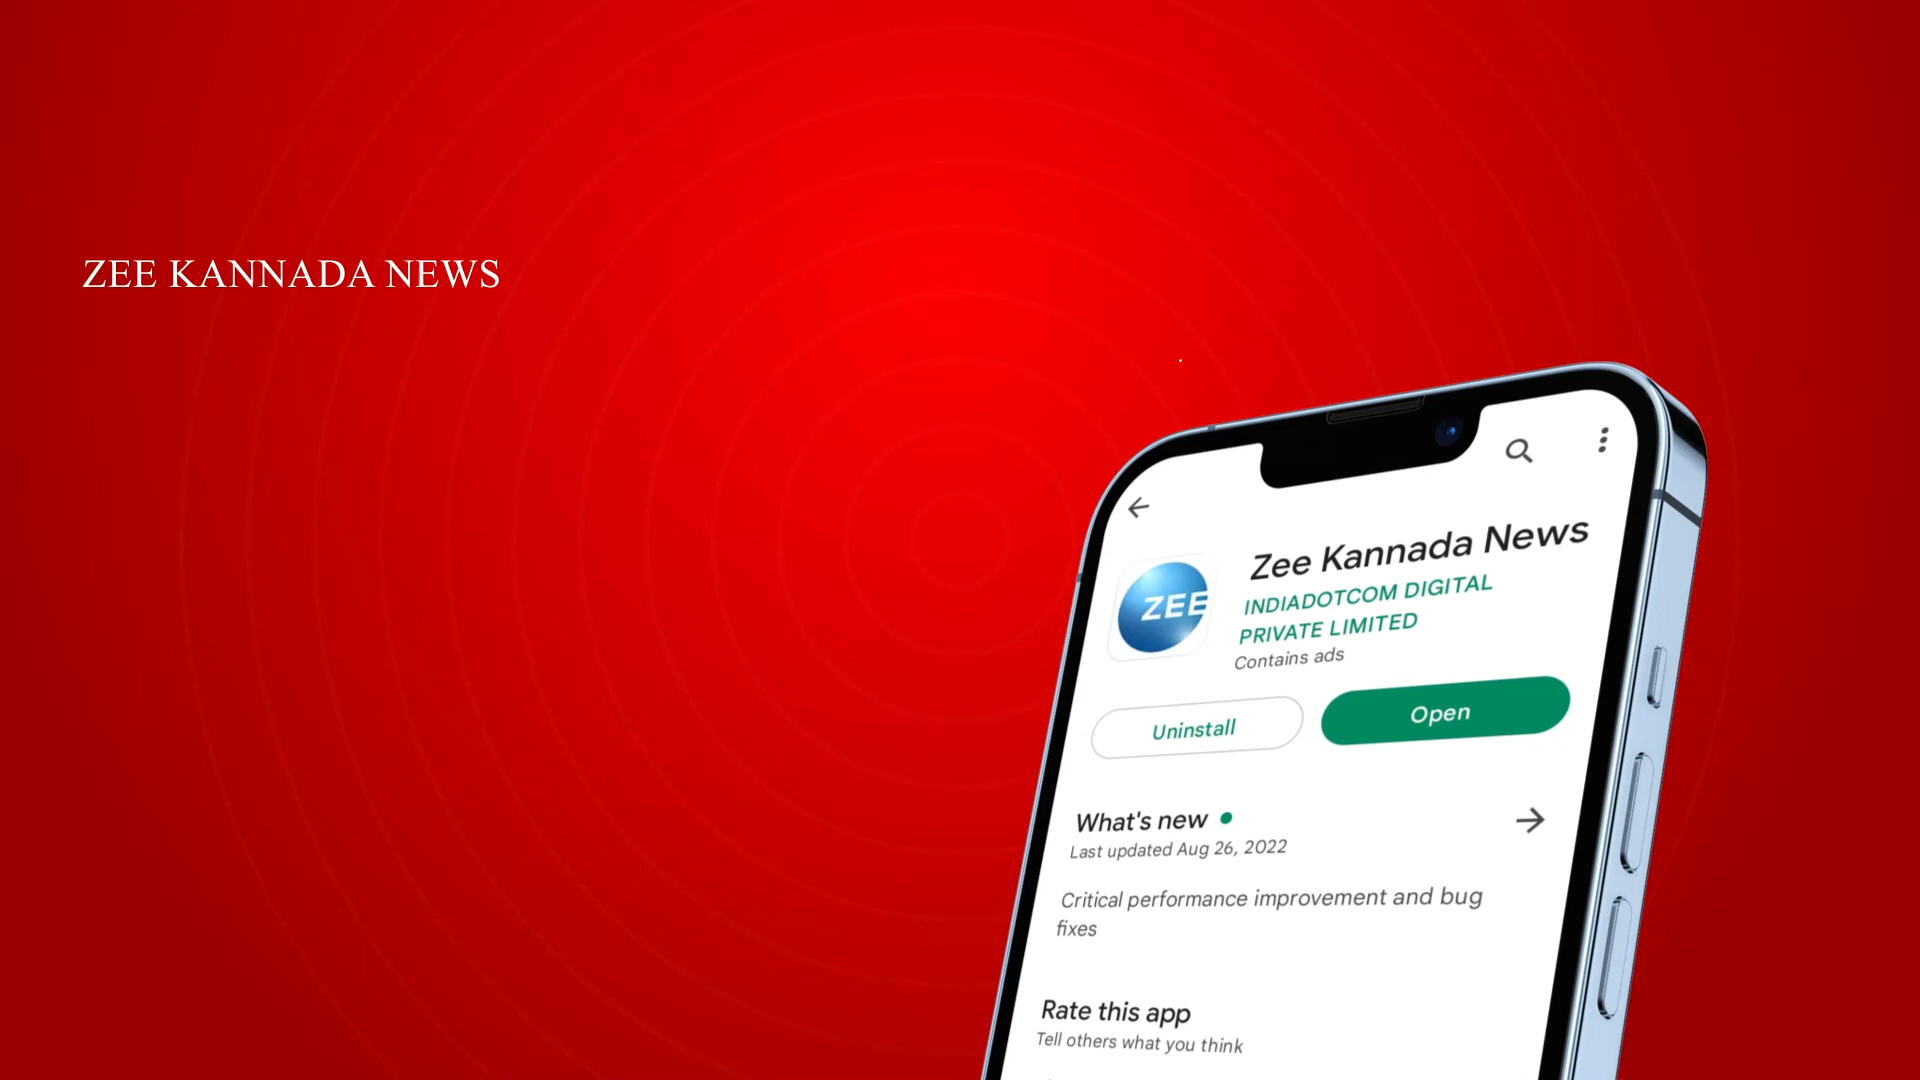 ZEE KANNADA NEWS
Zee Kannada News
INDIADOTCOM DIGITAL
PRIVATE LIMITED
Contains ads
ZEE
Uninstall
Open
What's new
Last updated Aug 26, 2022
Critical performance improvement and bug
fixes
Rate this app
Tell others what you think